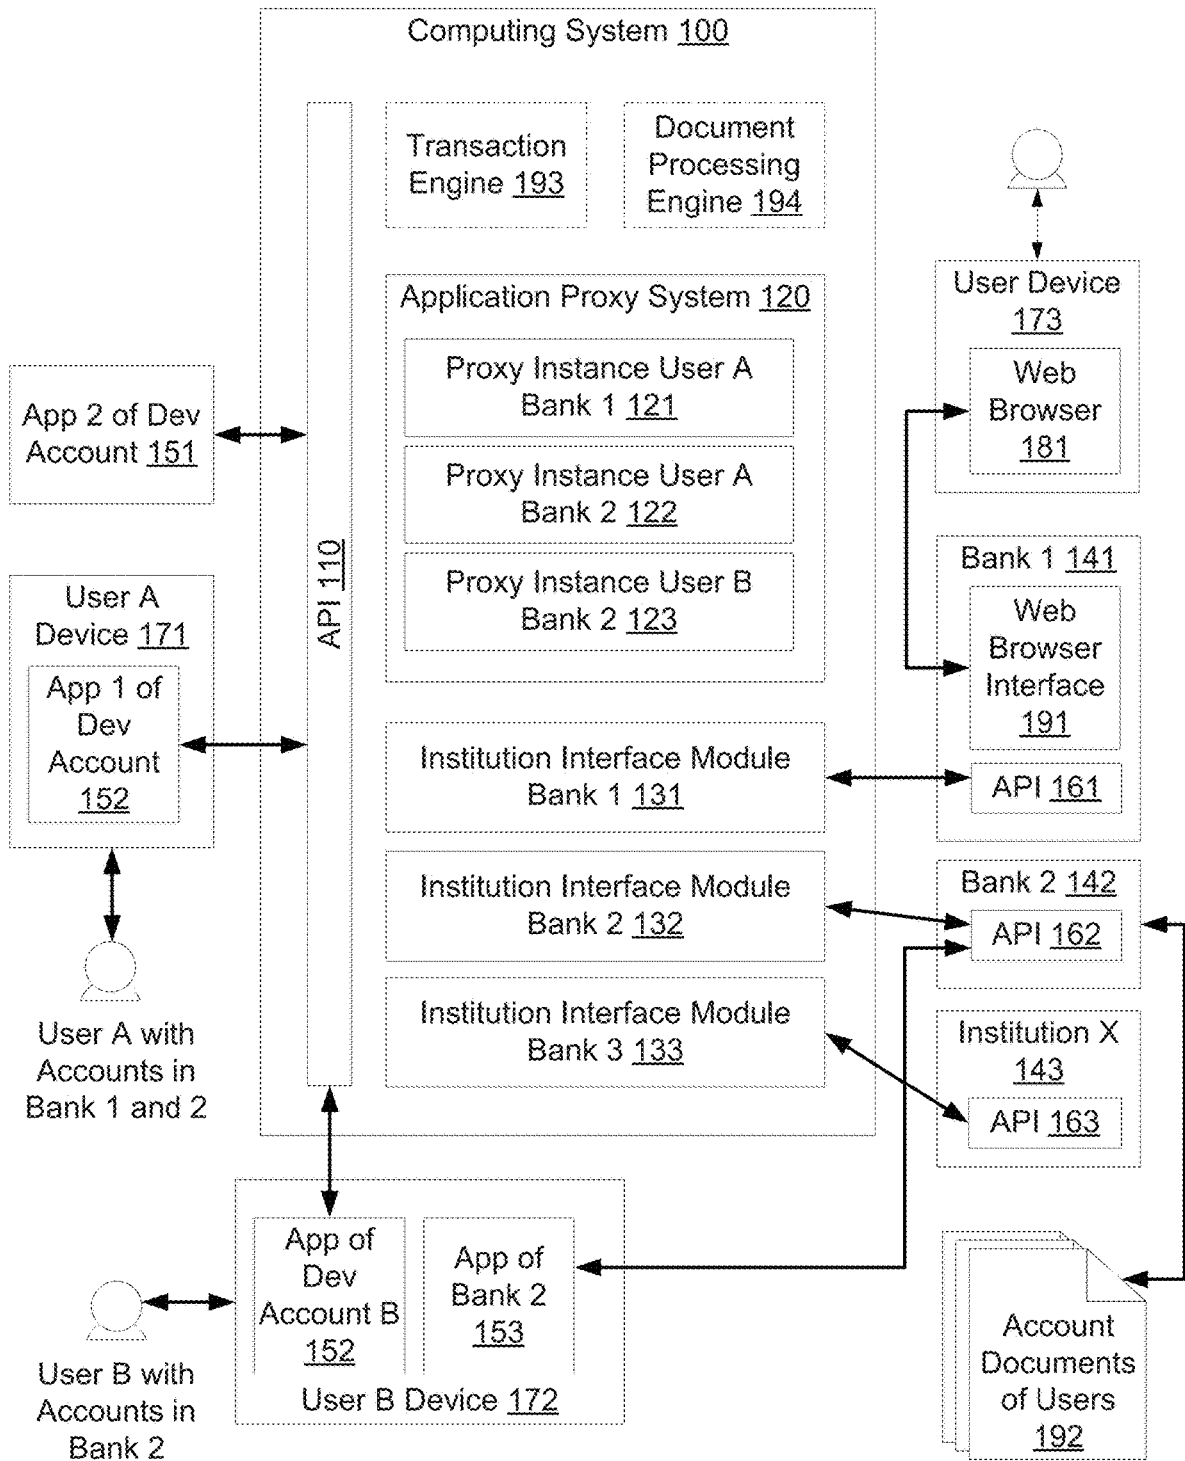 Computing System 100
Transaction
Engine 193
Document
Processing
Engine 194
API 110
Application Proxy System 120
Proxy Instance User A
Bank 1 121
Proxy Instance User A
Bank 2 122
Proxy Instance User B
Bank 2 123
Institution Interface Module
Bank 1 131
Institution Interface Module
Bank 2 132
Institution Interface Module
Bank 3 133
App 2 of Dev
Account 151
User A
Device 171
App 1 of
Dev
Account
152
User A with
Accounts in
Bank 1 and 2
User Device
173
Web
Browser
181
Bank 1 141
Web
Browser
Interface
191
API 161
Bank 2 142
API 162
Institution X
143
API 163
App of
Dev
Account B
152
App of
Bank 2
153
User B Device 172
User B with
Accounts in
Bank 2
Account
Documents
of Users
192